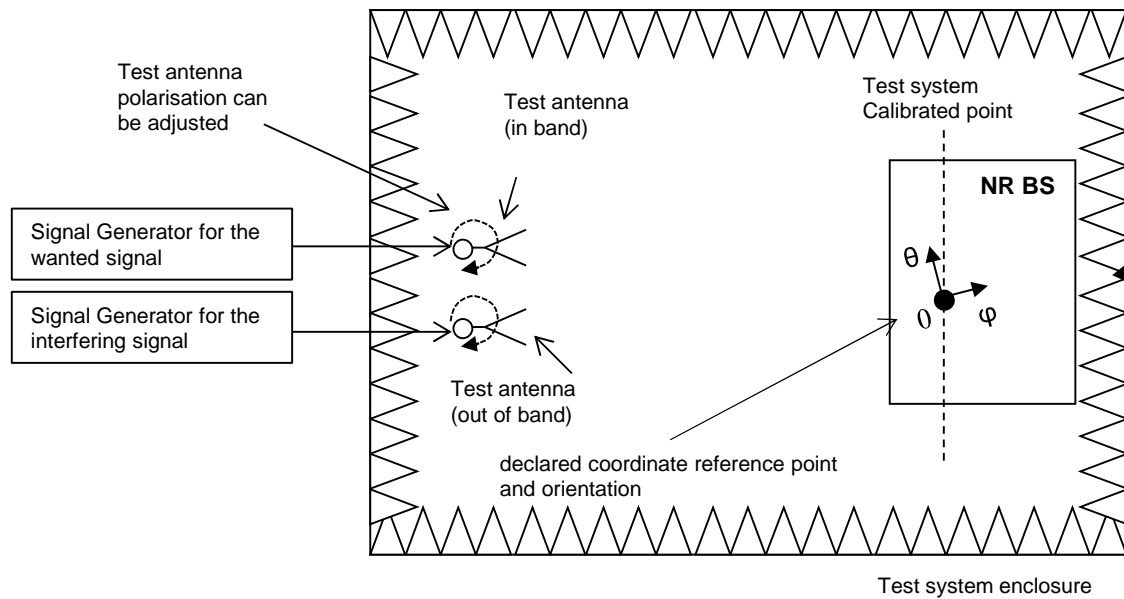 Test antenna
polarisation can
be adjusted
Test antenna
(in band)
Test system
Calibrated point
NR BS
Signal Generator for the
wanted signal
θ
0
φ
Signal Generator for the
interfering signal
Test antenna
(out of band)
declared coordinate reference point
and orientation
Test system enclosure